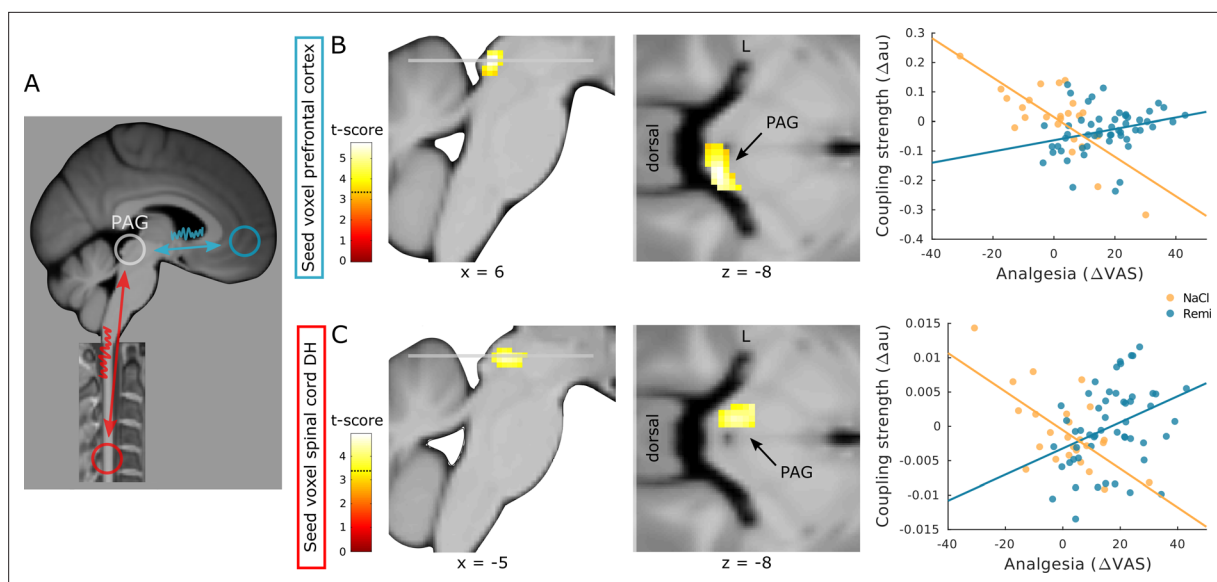 A
PAG
Seed voxel prefrontal cortex
B
t-score
5
4
3
2
1
0
x = 6
L
dorsal
PAG
z = -8
Coupling strength (Δau)
0.3
0.2
0.1
0
-0.1
-0.2
-0.3
-0.4
-40
-20
0
20
40
Analgesia (ΔVAS)
NaCl
Remi
Seed voxel spinal cord DH
C
t-score
5
4
3
2
1
0
x = -5
L
dorsal
PAG
z = -8
Coupling strength (Δau)
0.015
0.01
0.005
0
-0.005
-0.01
-0.015
-40
-20
0
20
40
Analgesia (ΔVAS)